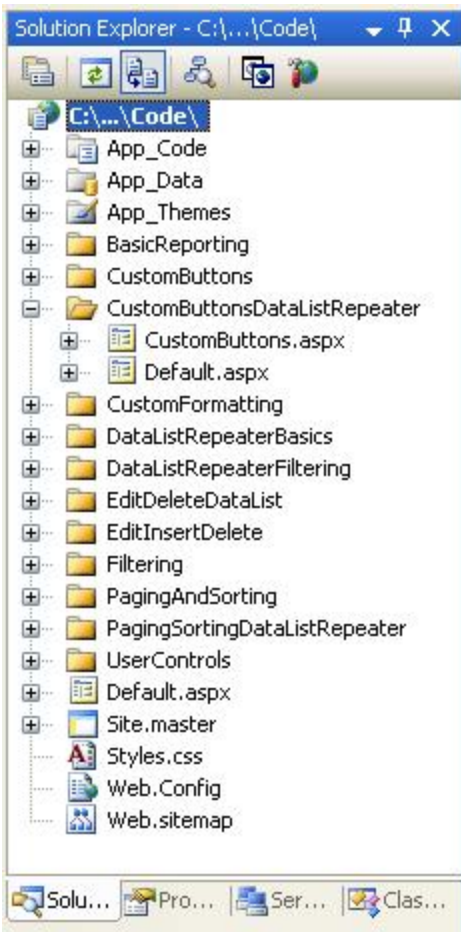 Solution Explorer - C:\...\Code\
C:\...\Code\
App_Code
App_Data
App_Themes
BasicReporting
CustomButtons
CustomButtonsDataListRepeater
CustomButtons.aspx
Default.aspx
CustomFormatting
DataListRepeaterBasics
DataListRepeaterFiltering
EditDeleteDataList
EditInsertDelete
Filtering
PagingAndSorting
PagingSortingDataListRepeater
UserControls
Default.aspx
Site.master
Styles.css
Web.Config
Web.sitemap
Solu... Pro... Ser... Clas...